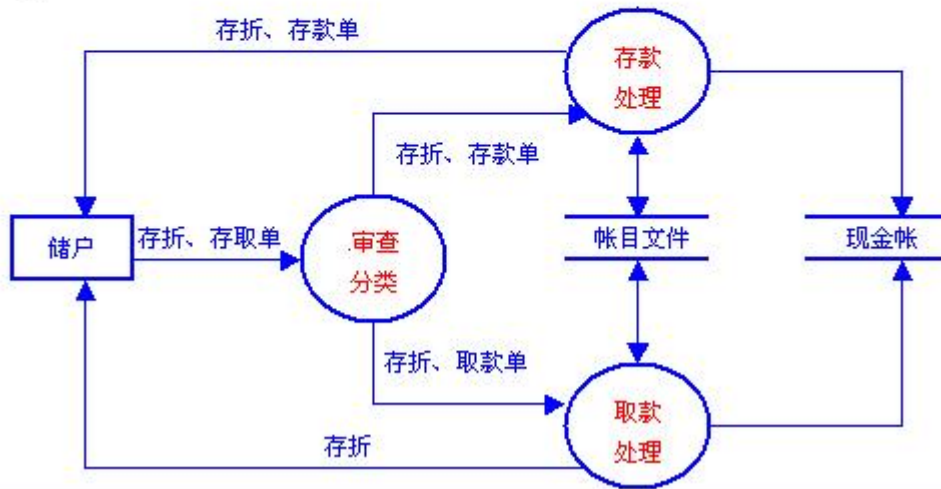 存折、存款单
存款
处理
存折、存款单
储户
存折、存取单
审查
分类
帐目文件
现金帐
存折、取款单
取款
处理
存折